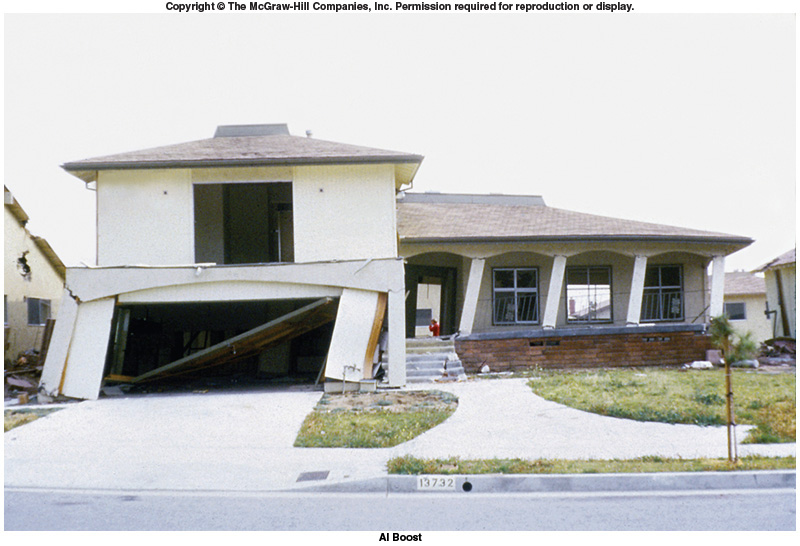 Copyright © The McGraw-Hill Companies, Inc. Permission required for reproduction or display.
13732
Al Boost